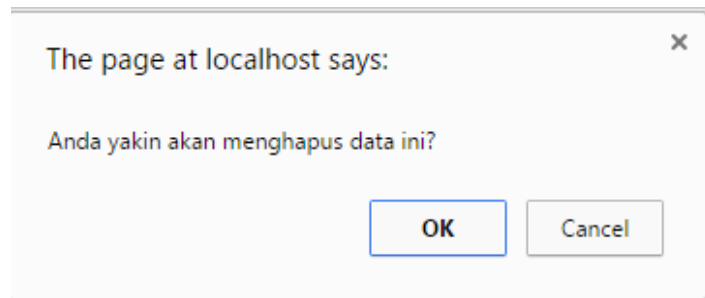 The page at localhost says:
Anda yakin akan menghapus data ini?
OK Cancel